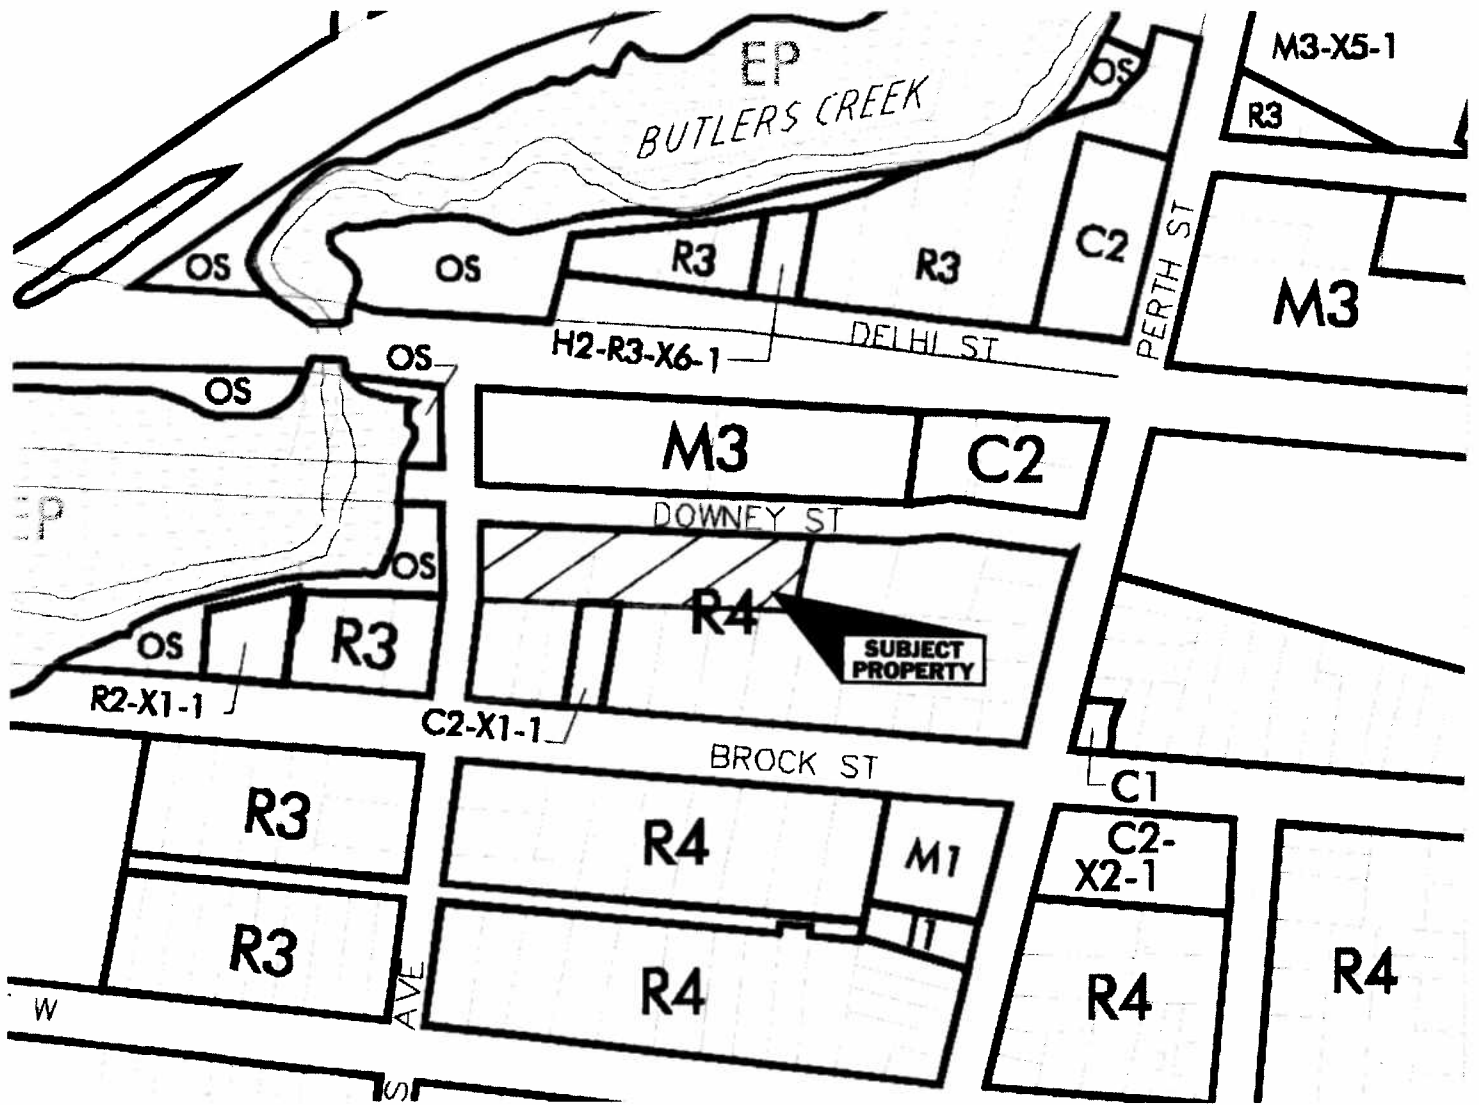 EP
M3-X5-1
OS
R3
BUTLERS CREEK
C2
PERTH ST
OS
OS
R3
R3
M3
H2-R3-X6-1
DELHI ST
OS
OS
M3
C2
EP
DOWNEY ST
OS
R4
SUBJECT
PROPERTY
OS
R3
R2-X1-1
C2-X1-1
BROCK ST
C1
R3
R4
M1
C2-
X2-1
R3
R4
R4
R4
W
AVE
S